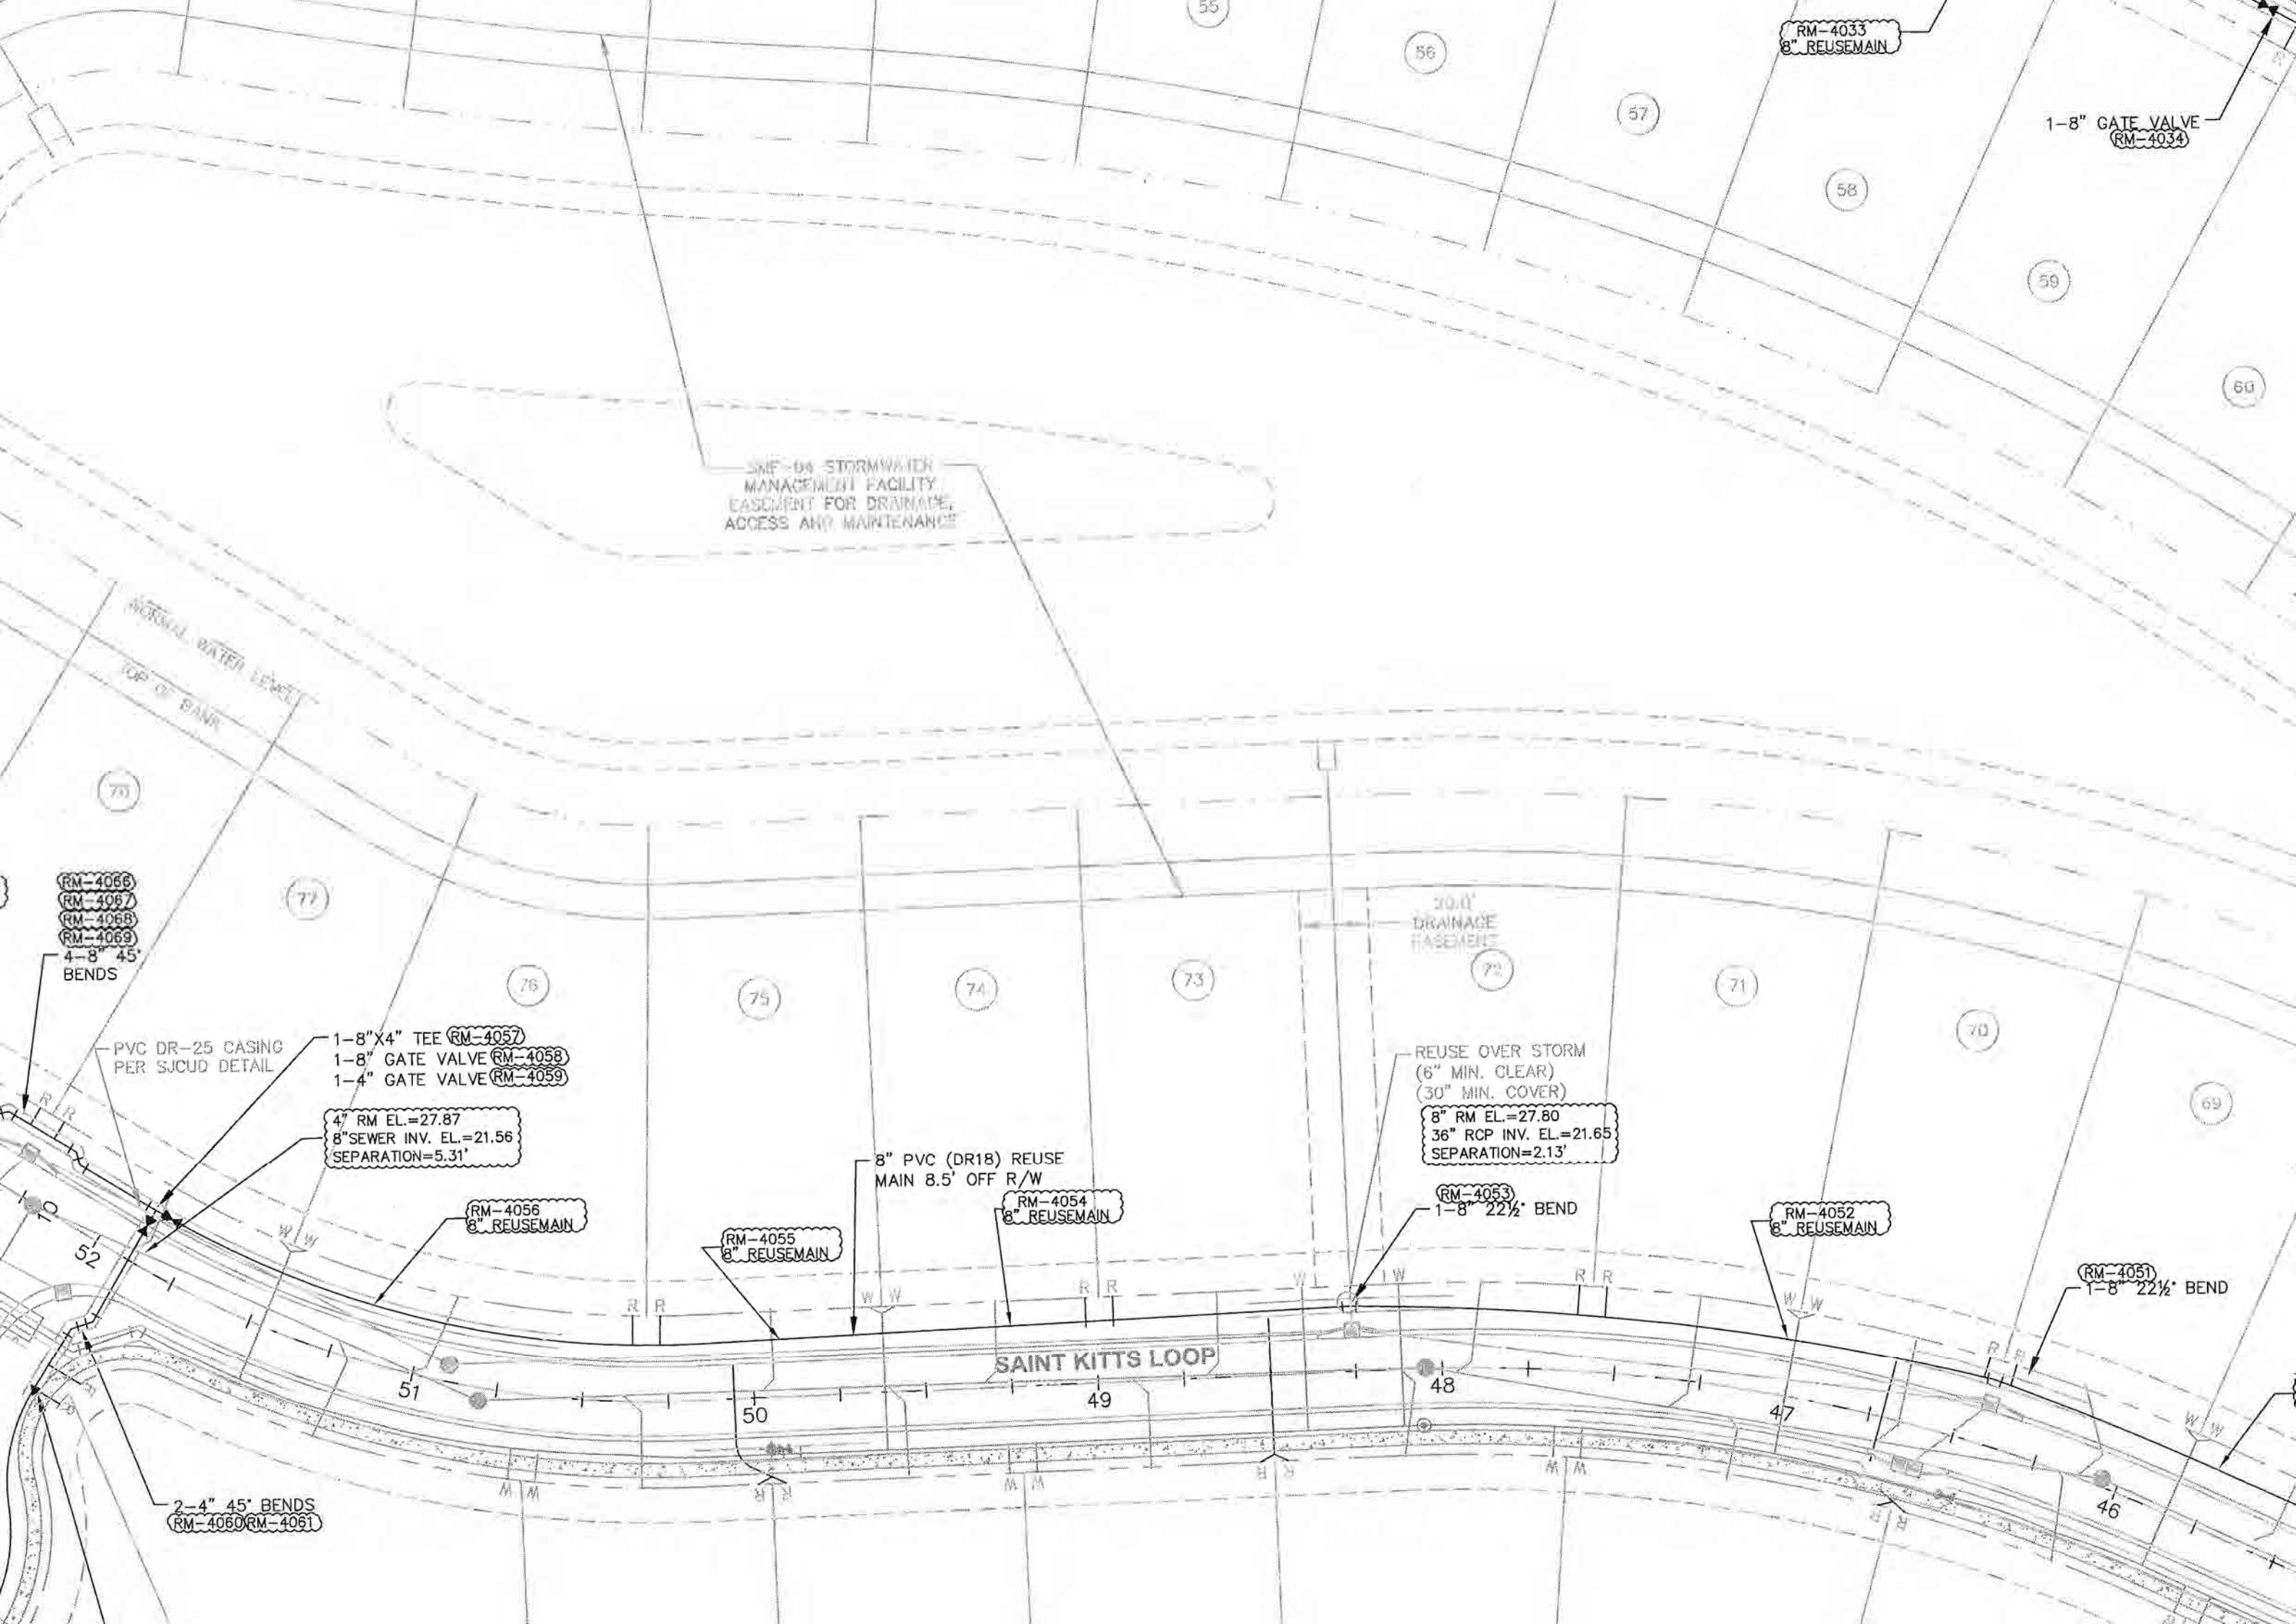 55
56
57
58
59
60
RM-4033
8" REUSEMAIN
1-8" GATE VALVE
RM-4034
SMF-04 STORMWATER
MANAGEMENT FACILITY
EASEMENT FOR DRAINAGE,
ACCESS AND MAINTENANCE
NORMAL WATER LEVEL
TOP OF BANK
78
77
76
75
74
73
72
71
70
69
20.0'
DRAINAGE
EASEMENT
RM-4066
RM-4067
RM-4068
RM-4069
4-8" 45°
BENDS
PVC DR-25 CASING
PER SJCUD DETAIL
1-8"X4" TEE RM-4057
1-8" GATE VALVE RM-4058
1-4" GATE VALVE RM-4059
4" RM EL.=27.87
8"SEWER INV. EL.=21.56
SEPARATION=5.31'
RM-4056
8" REUSEMAIN
RM-4055
8" REUSEMAIN
8" PVC (DR18) REUSE
MAIN 8.5' OFF R/W
RM-4054
8" REUSEMAIN
REUSE OVER STORM
(6" MIN. CLEAR)
(30" MIN. COVER)
8" RM EL.=27.80
36" RCP INV. EL.=21.65
SEPARATION=2.13'
RM-4053
1-8" 22½° BEND
RM-4052
8" REUSEMAIN
RM-4051
1-8" 22½° BEND
R R
W W
R R
W W
R R
W W
R R
W W
R R
W W
SAINT KITTS LOOP
10
52
51
50
49
48
47
46
W W
R R
W W
R R
W W
R R
2-4" 45° BENDS
RM-4060 RM-4061